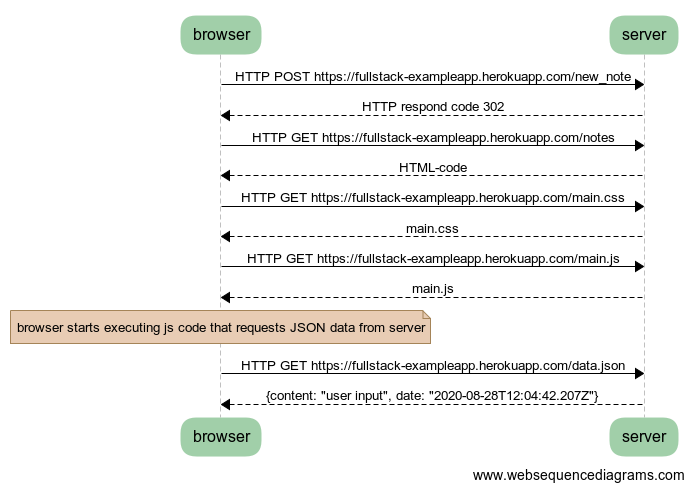 browser
server
HTTP POST https://fullstack-exampleapp.herokuapp.com/new_note
HTTP respond code 302
HTTP GET https://fullstack-exampleapp.herokuapp.com/notes
HTML-code
HTTP GET https://fullstack-exampleapp.herokuapp.com/main.css
main.css
HTTP GET https://fullstack-exampleapp.herokuapp.com/main.js
main.js
browser starts executing js code that requests JSON data from server
HTTP GET https://fullstack-exampleapp.herokuapp.com/data.json
{content: "user input", date: "2020-08-28T12:04:42.207Z"}
browser
server
www.websequencediagrams.com